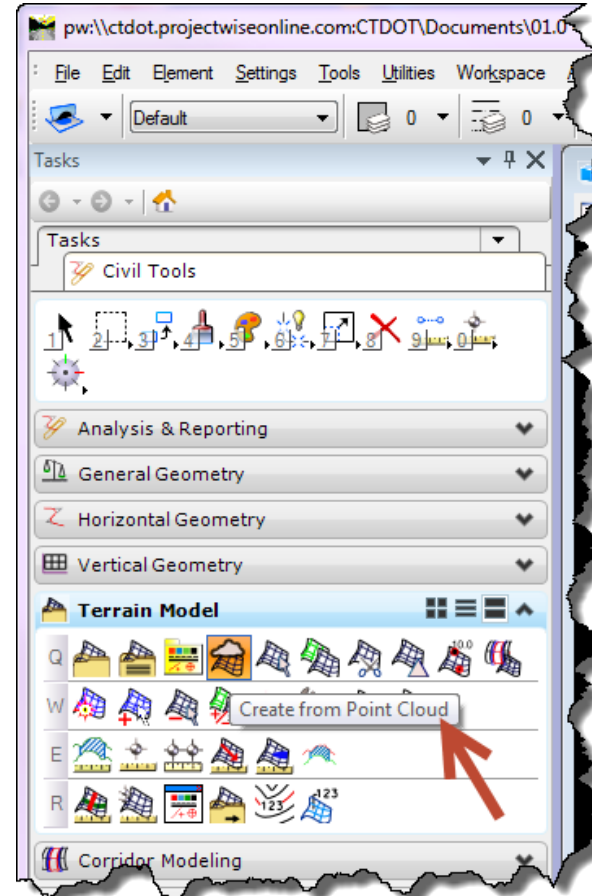 pw:\\ctdot.projectwiseonline.com:CTDOT\Documents\01.0
File Edit Element Settings Tools Utilities Workspace
Default 0 0
Tasks
Tasks
Civil Tools
1 2 3 4 5 6 7 8 9 0
Analysis & Reporting
General Geometry
Horizontal Geometry
Vertical Geometry
Terrain Model
Q 10.0
W Create from Point Cloud
E
R 123 123
Corridor Modeling